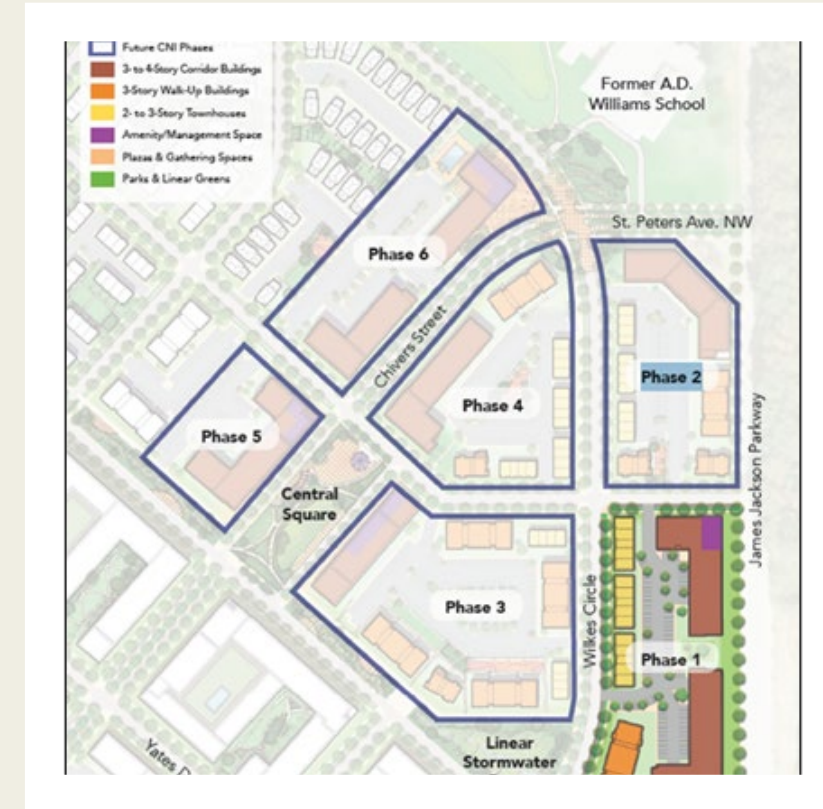 Future CNI Phases
3- to 4-Story Corridor Buildings
3-Story Walk-Up Buildings
2- to 3-Story Townhouses
Amenity/Management Space
Plazas & Gathering Spaces
Parks & Linear Greens
Former A.D.
Williams School
St. Peters Ave. NW
Phase 6
Chivers Street
Phase 2
Phase 4
Phase 5
James Jackson Parkway
Central
Square
Phase 3
Wilkes Circle
Phase 1
Linear
Stormwater
Yates